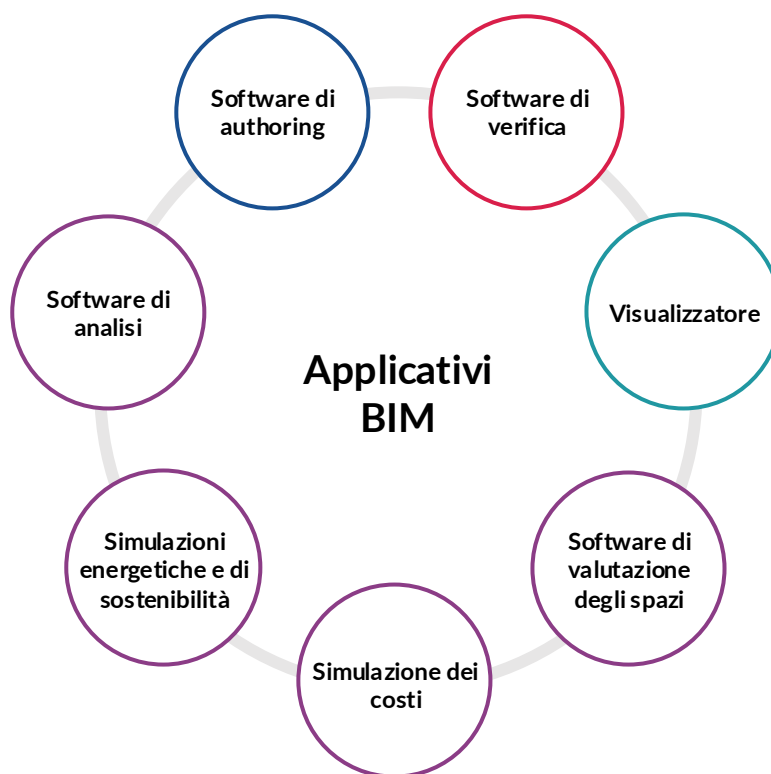 Software di
authoring
Software di
verifica
Software di
analisi
Visualizzatore
Applicativi
BIM
Simulazioni
energetiche e di
sostenibilità
Software di
valutazione
degli spazi
Simulazione dei
costi